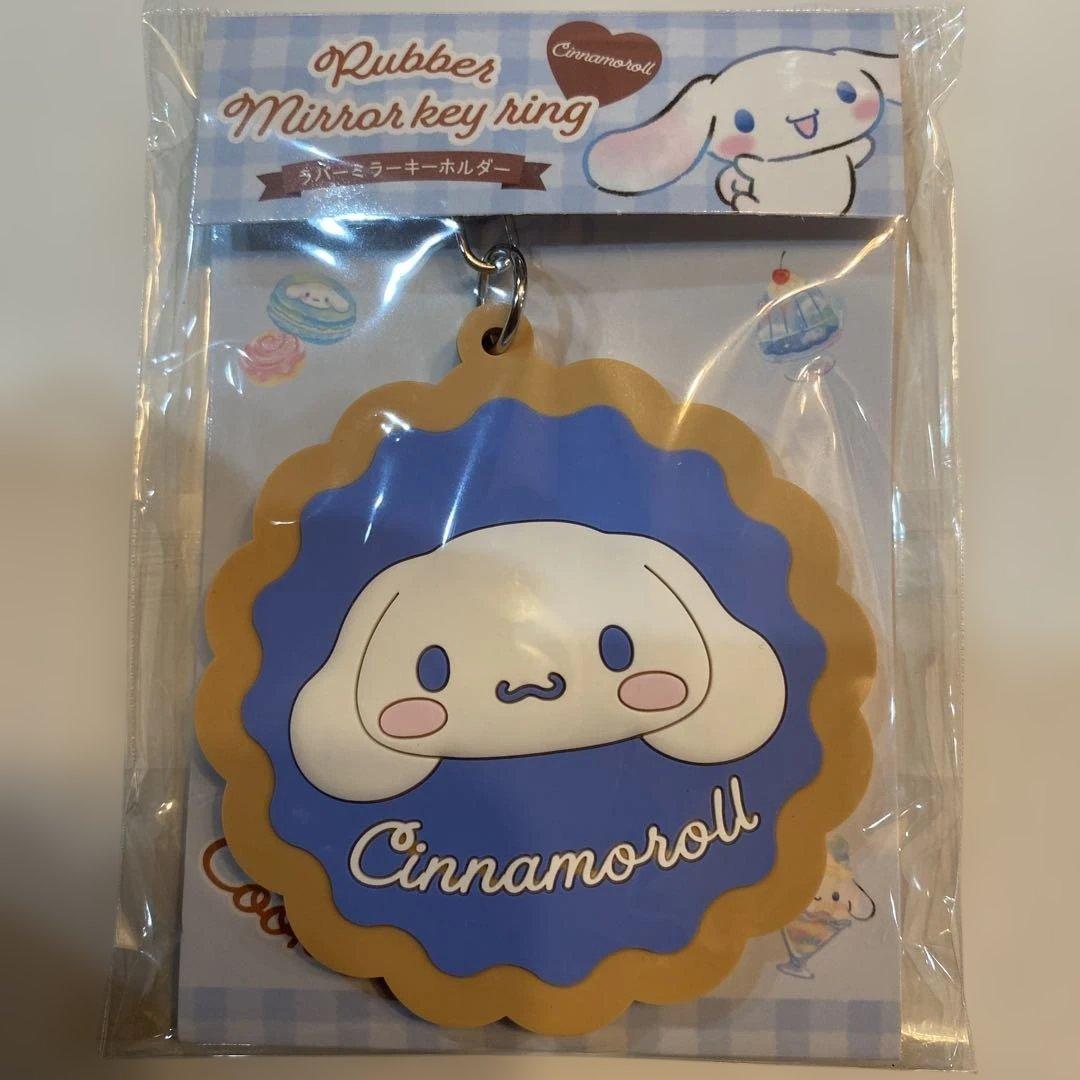 Rubber
Mirror key ring
Cinnamoroll
ラバーミラーキーホルダー
Cinnamoroll